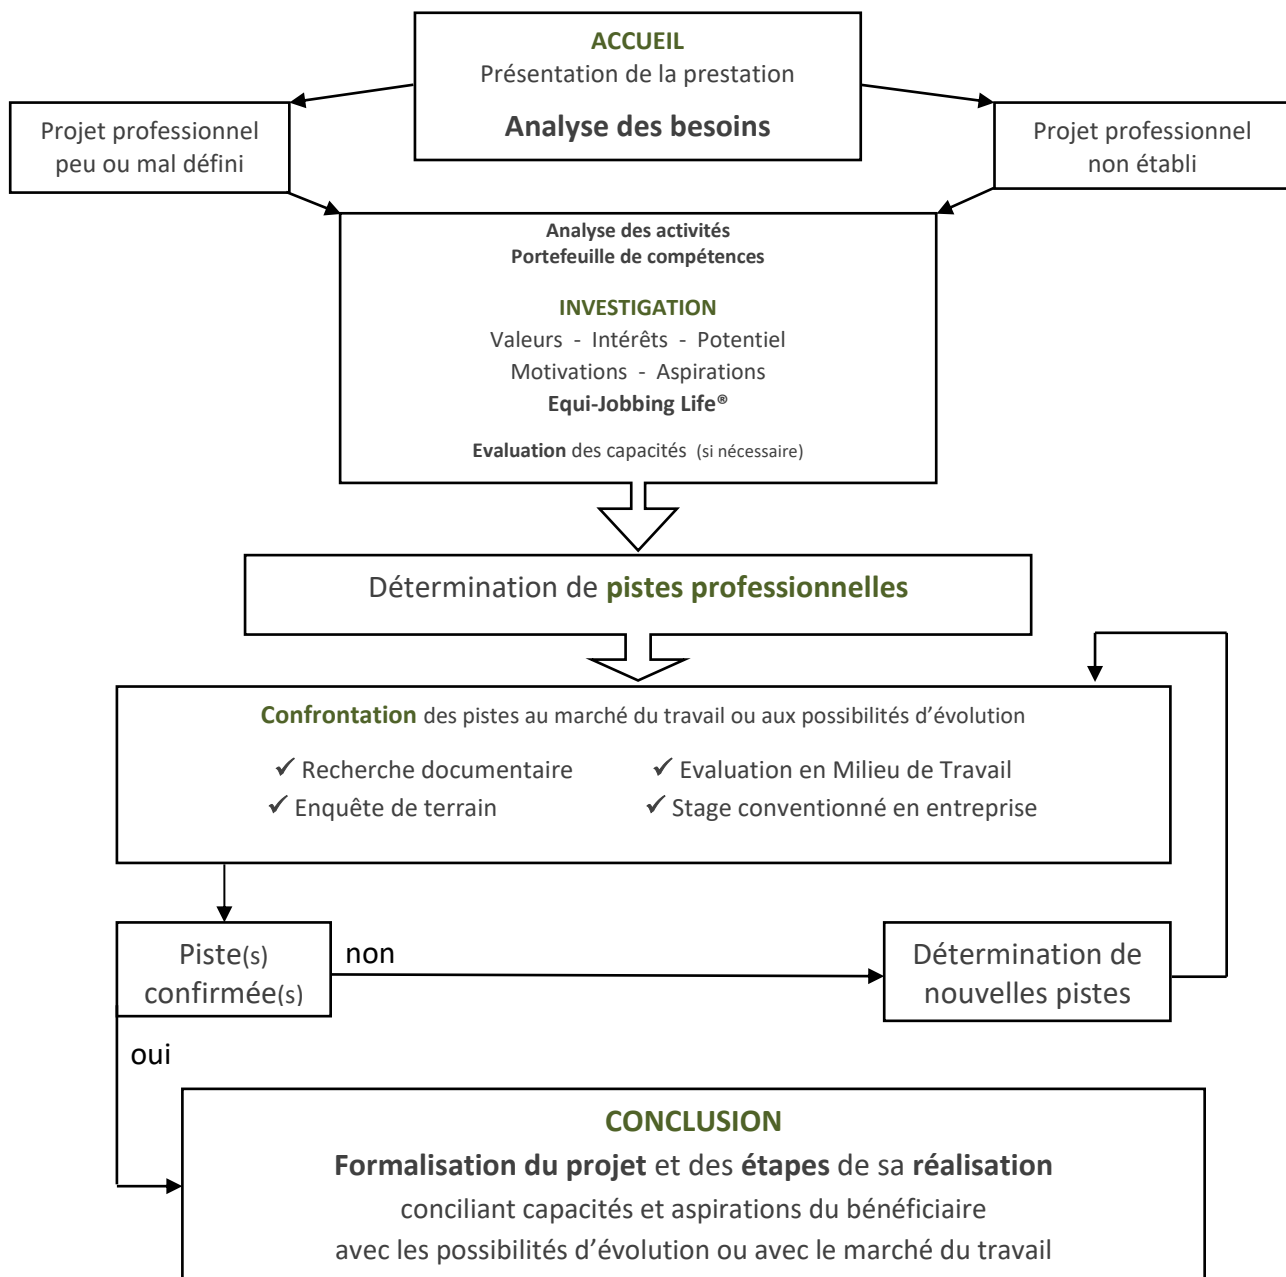 ACCUEIL
Présentation de la prestation
Analyse des besoins
Projet professionnel
peu ou mal défini
Projet professionnel
non établi
Analyse des activités
Portefeuille de compétences
INVESTIGATION
Valeurs - Intérêts - Potentiel
Motivations - Aspirations
Equi-Jobbing Life®
Evaluation des capacités (si nécessaire)
Détermination de pistes professionnelles
Confrontation des pistes au marché du travail ou aux possibilités d’évolution
✓ Recherche documentaire
✓ Evaluation en Milieu de Travail
✓ Enquête de terrain
✓ Stage conventionné en entreprise
Piste(s)
confirmée(s)
non
Détermination de
nouvelles pistes
oui
CONCLUSION
Formalisation du projet et des étapes de sa réalisation
conciliant capacités et aspirations du bénéficiaire
avec les possibilités d’évolution ou avec le marché du travail